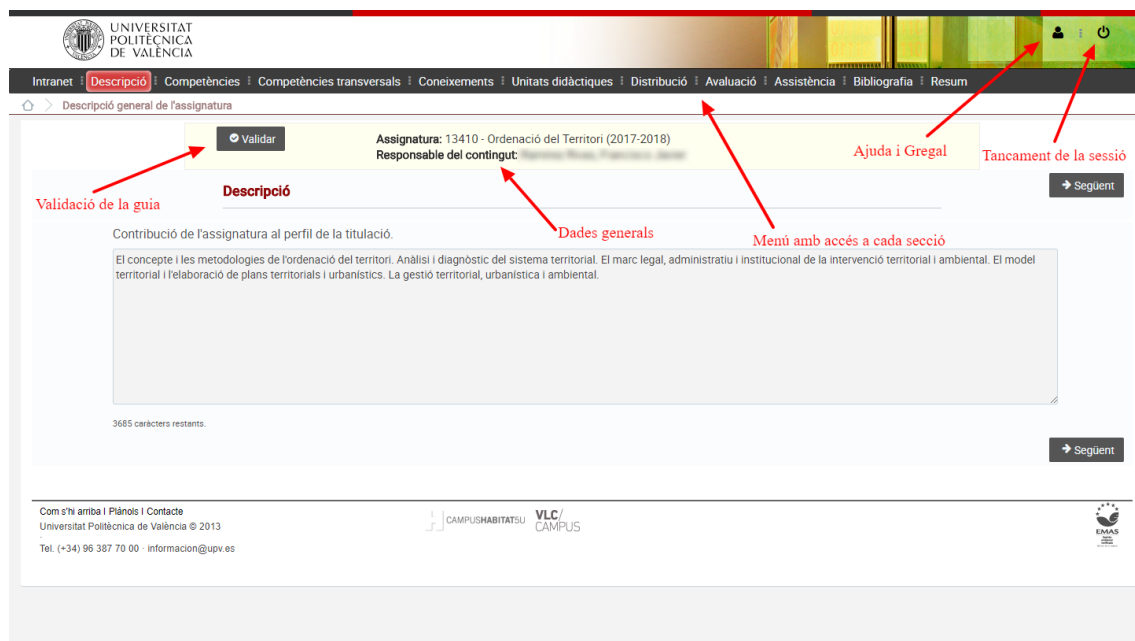 UNIVERSITAT
POLITÈCNICA
DE VALÈNCIA
Intranet Descripció Competències Competències transversals Coneixements Unitats didàctiques Distribució Avaluació Assistència Bibliografia Resum
Descripció general de l'assignatura
Validar
Assignatura: 13410 - Ordenació del Territori (2017-2018)
Responsable del contingut:
Ajuda i Gregal
Tancament de la sessió
Validació de la guia
Descripció
Següent
Dades generals
Menú amb accés a cada secció
Contribució de l'assignatura al perfil de la titulació.
El concepte i les metodologies de l'ordenació del territori. Anàlisi i diagnòstic del sistema territorial. El marc legal, administratiu i institucional de la intervenció territorial i ambiental. El model
territorial i l'elaboració de plans territorials i urbanístics. La gestió territorial, urbanística i ambiental.
3685 caràcters restants.
Següent
Com s'hi arriba I Plànols I Contacte
Universitat Politècnica de València © 2013
Tel. (+34) 96 387 70 00 · informacion@upv.es
CAMPUSHABITAT5U
VLC/
CAMPUS
EMAS